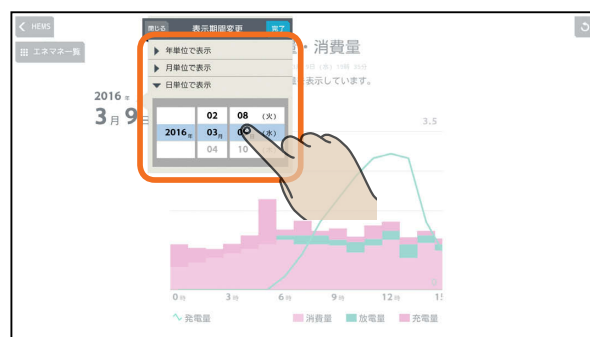 HEMS
閉じる 表示期間変更 完了
エネマネ一覧
年単位で表示
・消費量
月単位で表示
日単位で表示
を表示しています。
2016 年
3月 9日
02 08 (火)
2016年 03月 (水)
04 10
3.5
0
0時 3時 6時 9時 12時 15
発電量 消費量 放電量 充電量